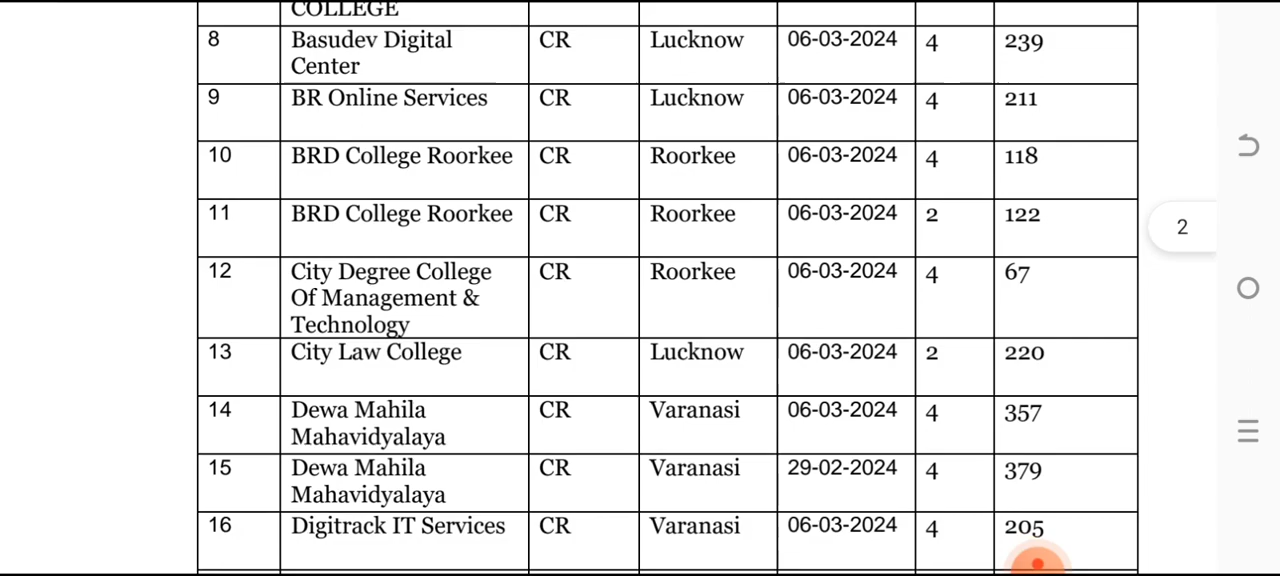 COLLEGE
8 Basudev Digital CR Lucknow 06-03-2024 4 239
Center
9 BR Online Services CR Lucknow 06-03-2024 4 211
10 BRD College Roorkee CR Roorkee 06-03-2024 4 118
11 BRD College Roorkee CR Roorkee 06-03-2024 2 122
2
12 City Degree College CR Roorkee 06-03-2024 4 67
Of Management &
Technology
13 City Law College CR Lucknow 06-03-2024 2 220
14 Dewa Mahila CR Varanasi 06-03-2024 4 357
Mahavidyalaya
15 Dewa Mahila CR Varanasi 29-02-2024 4 379
Mahavidyalaya
16 Digitrack IT Services CR Varanasi 06-03-2024 4 205